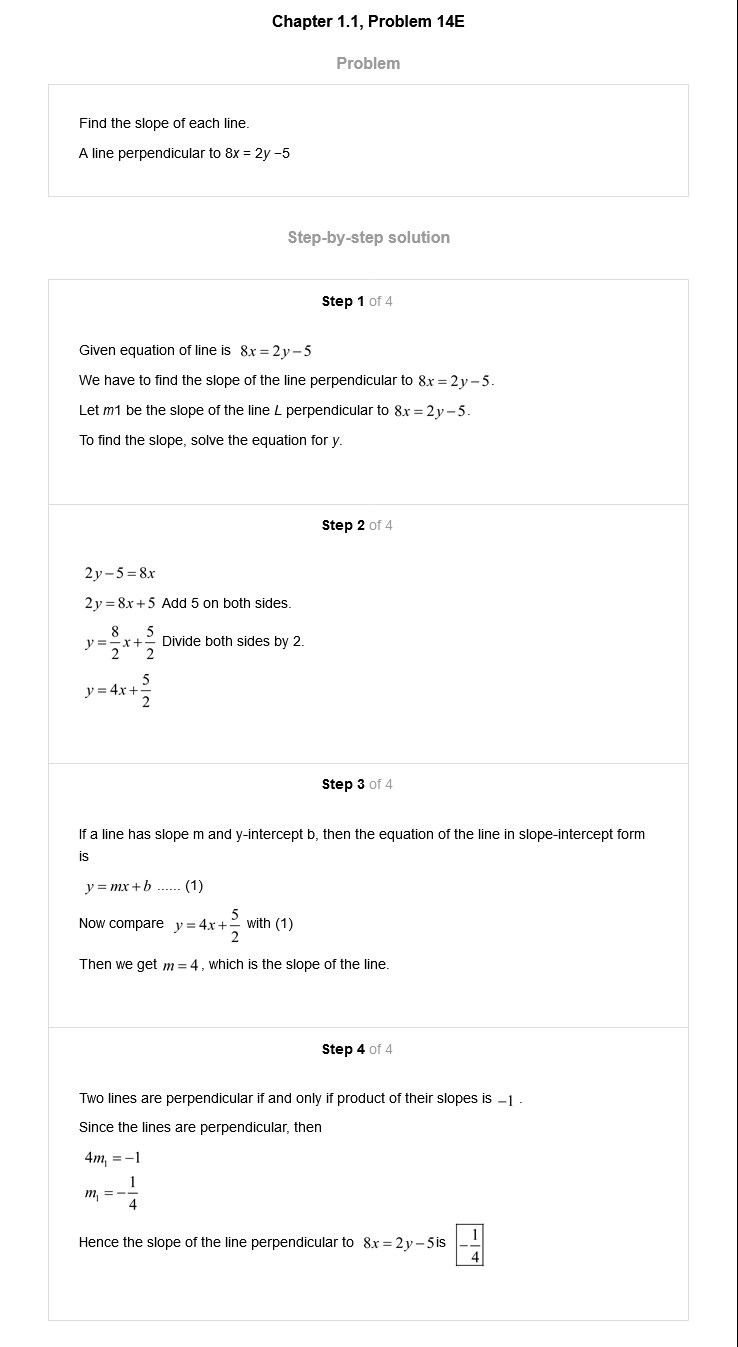 Chapter 1.1, Problem 14E
Problem
Find the slope of each line.
A line perpendicular to 8x = 2y −5
Step-by-step solution
Step 1 of 4
Given equation of line is 8x = 2y − 5
We have to find the slope of the line perpendicular to 8x = 2y − 5.
Let m1 be the slope of the line L perpendicular to 8x = 2y − 5.
To find the slope, solve the equation for y.
Step 2 of 4
2y − 5 = 8x
2y = 8x + 5 Add 5 on both sides.
y = 8/2 x + 5/2 Divide both sides by 2.
y = 4x + 5/2
Step 3 of 4
If a line has slope m and y-intercept b, then the equation of the line in slope-intercept form
is
y = mx + b ...... (1)
Now compare y = 4x + 5/2 with (1)
Then we get m = 4, which is the slope of the line.
Step 4 of 4
Two lines are perpendicular if and only if product of their slopes is −1 .
Since the lines are perpendicular, then
4m₁ = −1
m₁ = −1/4
Hence the slope of the line perpendicular to 8x = 2y − 5 is −1/4